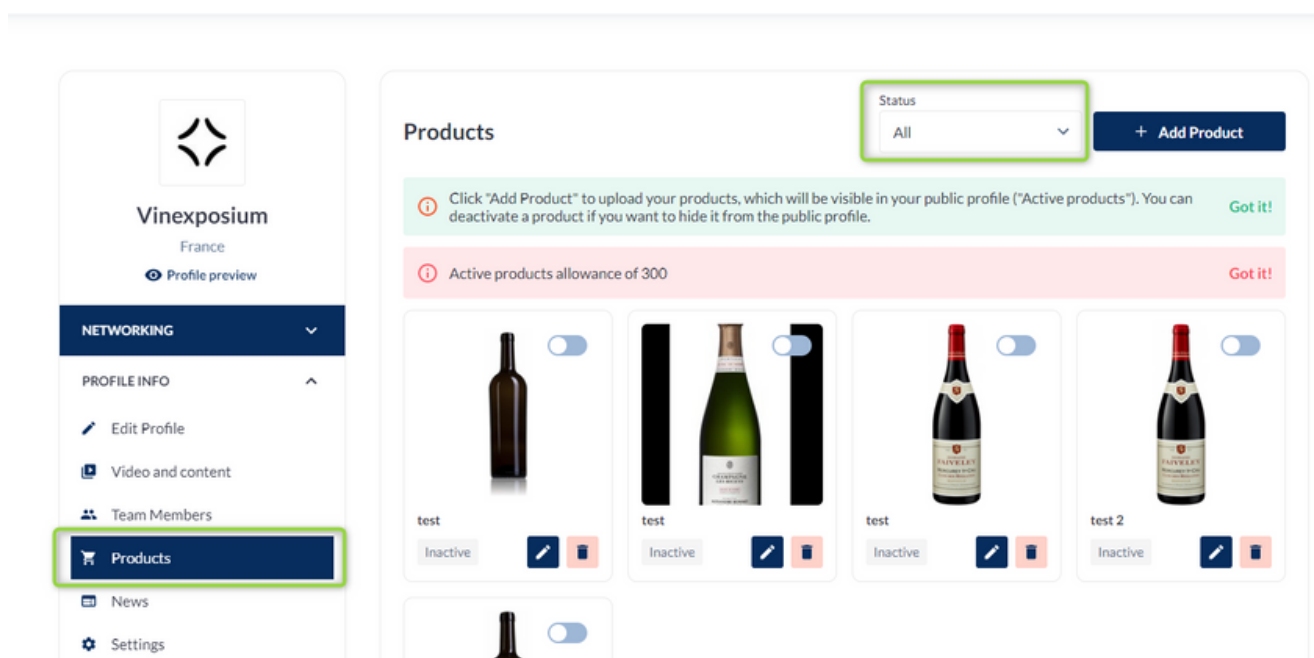 Vinexposium
France
Profile preview
NETWORKING
PROFILE INFO
Edit Profile
Video and content
Team Members
Products
News
Settings
Products
Status
All
+ Add Product
Click "Add Product" to upload your products, which will be visible in your public profile ("Active products"). You can
deactivate a product if you want to hide it from the public profile.
Got it!
Active products allowance of 300
Got it!
test
Inactive
test
Inactive
test
Inactive
test 2
Inactive